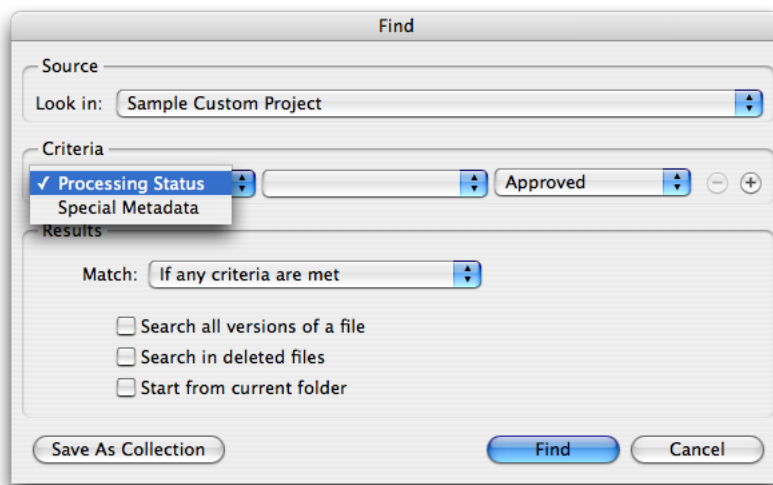 Find
Source
Look in: Sample Custom Project
Criteria
✓ Processing Status Approved
Special Metadata
Results
Match: If any criteria are met
Search all versions of a file
Search in deleted files
Start from current folder
Save As Collection Find Cancel